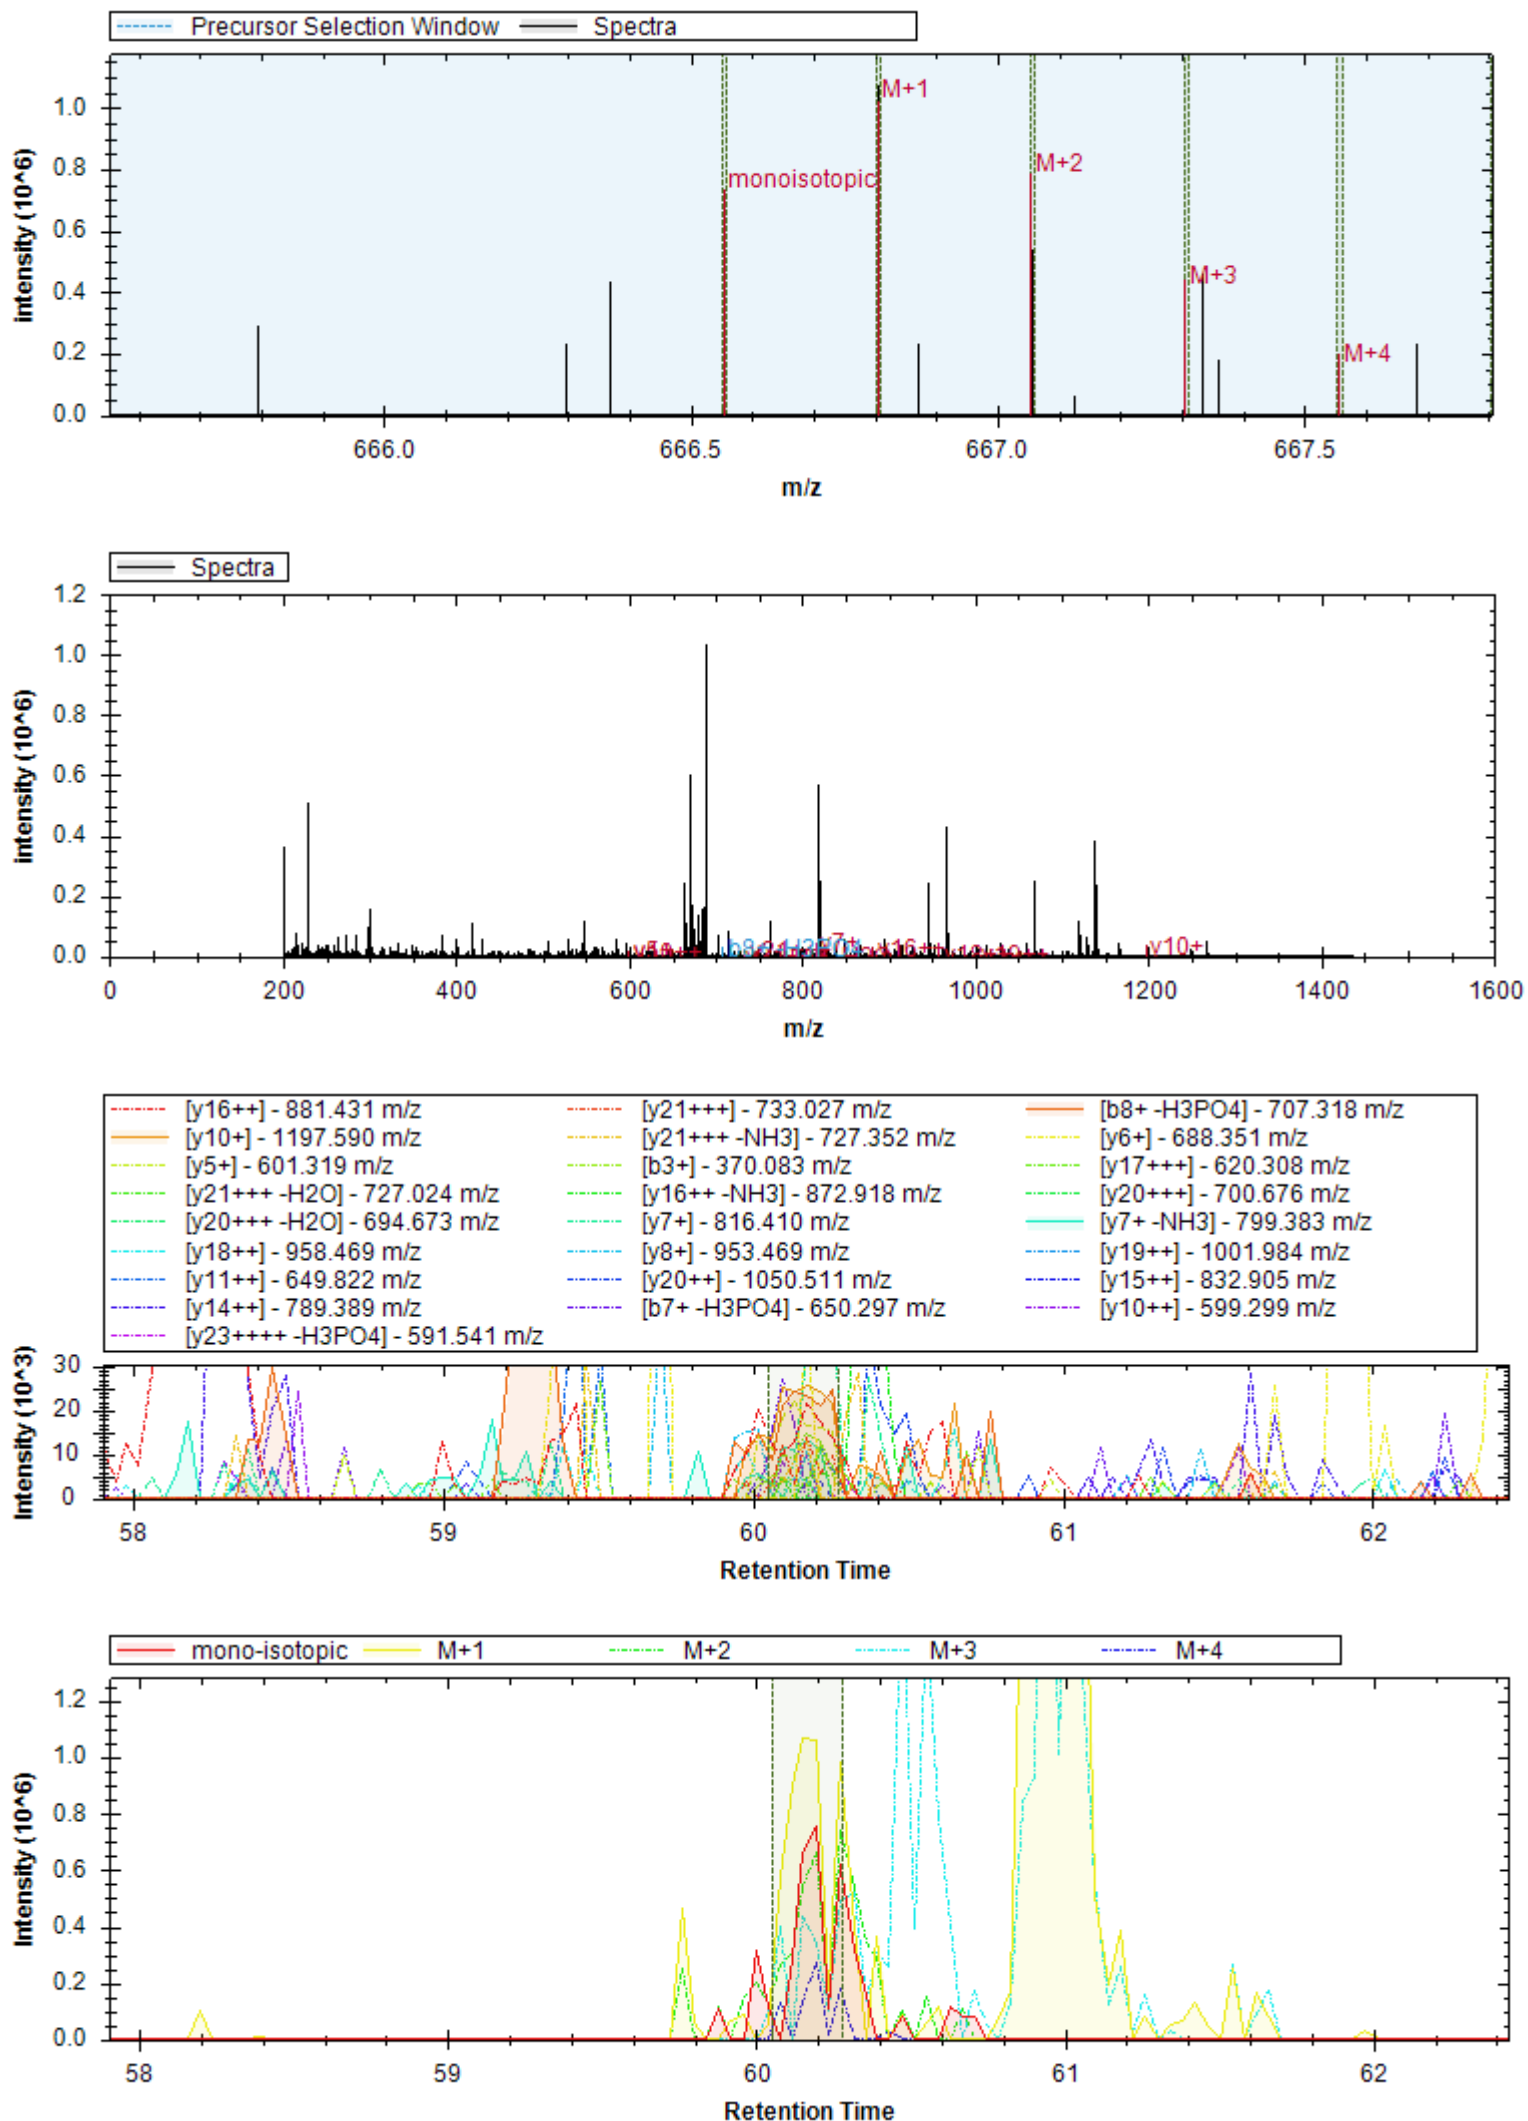 Precursor Selection Window Spectra
intensity (10^6)
1.0
0.8
0.6
0.4
0.2
0.0
M+1
monoisotopic
M+2
M+3
M+4
666.0 666.5 667.0 667.5
m/z
Spectra
intensity (10^6)
1.2
1.0
0.8
0.6
0.4
0.2
0.0
y10+
0 200 400 600 800 1000 1200 1400 1600
m/z
[y16++] - 881.431 m/z [y21+++] - 733.027 m/z [b8+ -H3PO4] - 707.318 m/z
[y10+] - 1197.590 m/z [y21+++ -NH3] - 727.352 m/z [y6+] - 688.351 m/z
[y5+] - 601.319 m/z [b3+] - 370.083 m/z [y17+++] - 620.308 m/z
[y21+++ -H2O] - 727.024 m/z [y16++ -NH3] - 872.918 m/z [y20+++] - 700.676 m/z
[y20+++ -H2O] - 694.673 m/z [y7+] - 816.410 m/z [y7+ -NH3] - 799.383 m/z
[y18++] - 958.469 m/z [y8+] - 953.469 m/z [y19++] - 1001.984 m/z
[y11++] - 649.822 m/z [y20++] - 1050.511 m/z [y15++] - 832.905 m/z
[y14++] - 789.389 m/z [b7+ -H3PO4] - 650.297 m/z [y10++] - 599.299 m/z
[y23++++ -H3PO4] - 591.541 m/z
Intensity (10^3)
30
20
10
0
58 59 60 61 62
Retention Time
mono-isotopic M+1 M+2 M+3 M+4
Intensity (10^6)
1.2
1.0
0.8
0.6
0.4
0.2
0.0
58 59 60 61 62
Retention Time